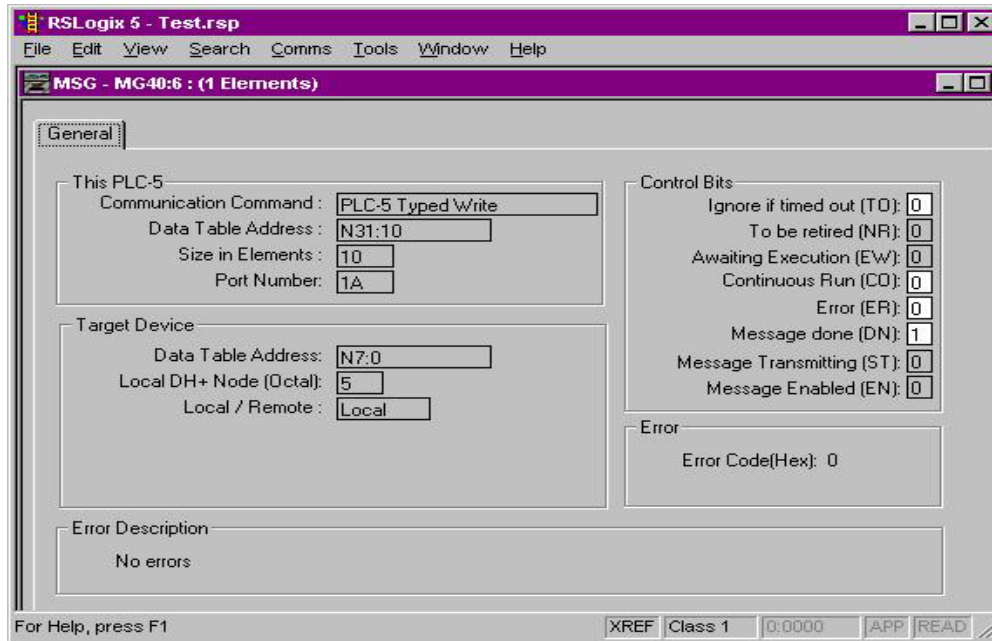 RSLogix 5 - Test.rsp
File Edit View Search Comms Tools Window Help
MSG - MG40:6 : (1 Elements)
General
This PLC-5
Communication Command : PLC-5 Typed Write
Data Table Address : N31:10
Size in Elements : 10
Port Number: 1A
Target Device
Data Table Address: N7:0
Local DH+ Node (Octal): 5
Local / Remote : Local
Control Bits
Ignore if timed out (TO): 0
To be retired (NR): 0
Awaiting Execution (EW): 0
Continuous Run (CO): 0
Error (ER): 0
Message done (DN): 1
Message Transmitting (ST): 0
Message Enabled (EN): 0
Error
Error Code(Hex): 0
Error Description
No errors
For Help, press F1 XREF Class 1 0:0000 APP READ